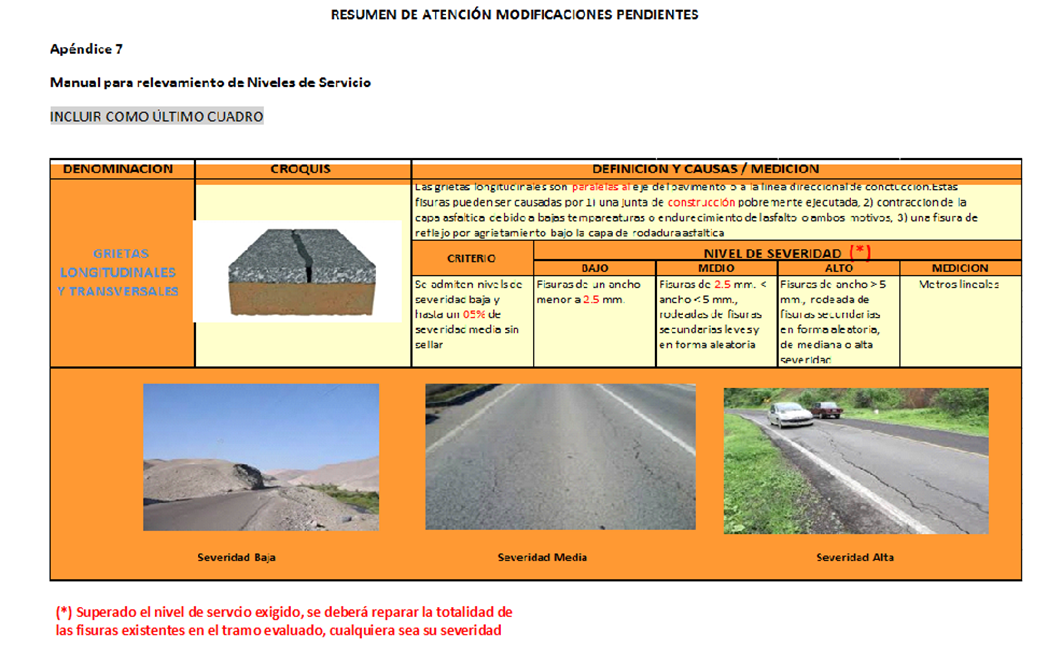 RESUMEN DE ATENCIÓN MODIFICACIONES PENDIENTES
Apéndice 7
Manual para relevamiento de Niveles de Servicio
INCLUIR COMO ÚLTIMO CUADRO
DENOMINACION
CROQUIS
DEFINICION Y CAUSAS / MEDICION
GRIETAS
LONGITUDINALES
Y TRANSVERSALES
Las grietas longitudinales son paralelas al eje del pavimento o a la linea direccional de conctuccion.Estas
fisuras pueden ser causadas por 1) una junta de construcción pobremente ejecutada, 2) contraccion de la
capa asfaltica debido a bajas tempareaturas o endurecimiento del asfalto o ambos motivos, 3) una fisura de
reflejo por agrietamiento bajo la capa de rodadura asfaltica
CRITERIO
NIVEL DE SEVERIDAD (*)
BAJO
MEDIO
ALTO
MEDICION
Se admiten nivels de
severidad baja y
hasta un 05% de
severidad media sin
sellar
Fisuras de un ancho
menor a 2.5 mm.
Fisuras de 2.5 mm. <
ancho < 5 mm.,
rodeadas de fisuras
secundarias leves y
en forma aleatoria
Fisuras de ancho > 5
mm., rodeada de
fisuras secundarias
en forma aleatoria,
de mediana o alta
severidad
Metros lineales
Severidad Baja
Severidad Media
Severidad Alta
(*) Superado el nivel de servcio exigido, se deberá reparar la totalidad de
las fisuras existentes en el tramo evaluado, cualquiera sea su severidad